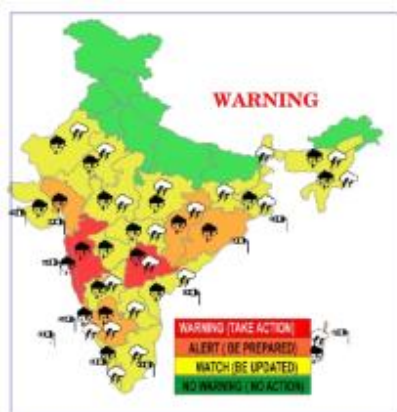 WARNING
WARNING (TAKE ACTION)
ALERT ( BE PREPARED)
WATCH (BE UPDATED)
NO WARNING ( NO ACTION)